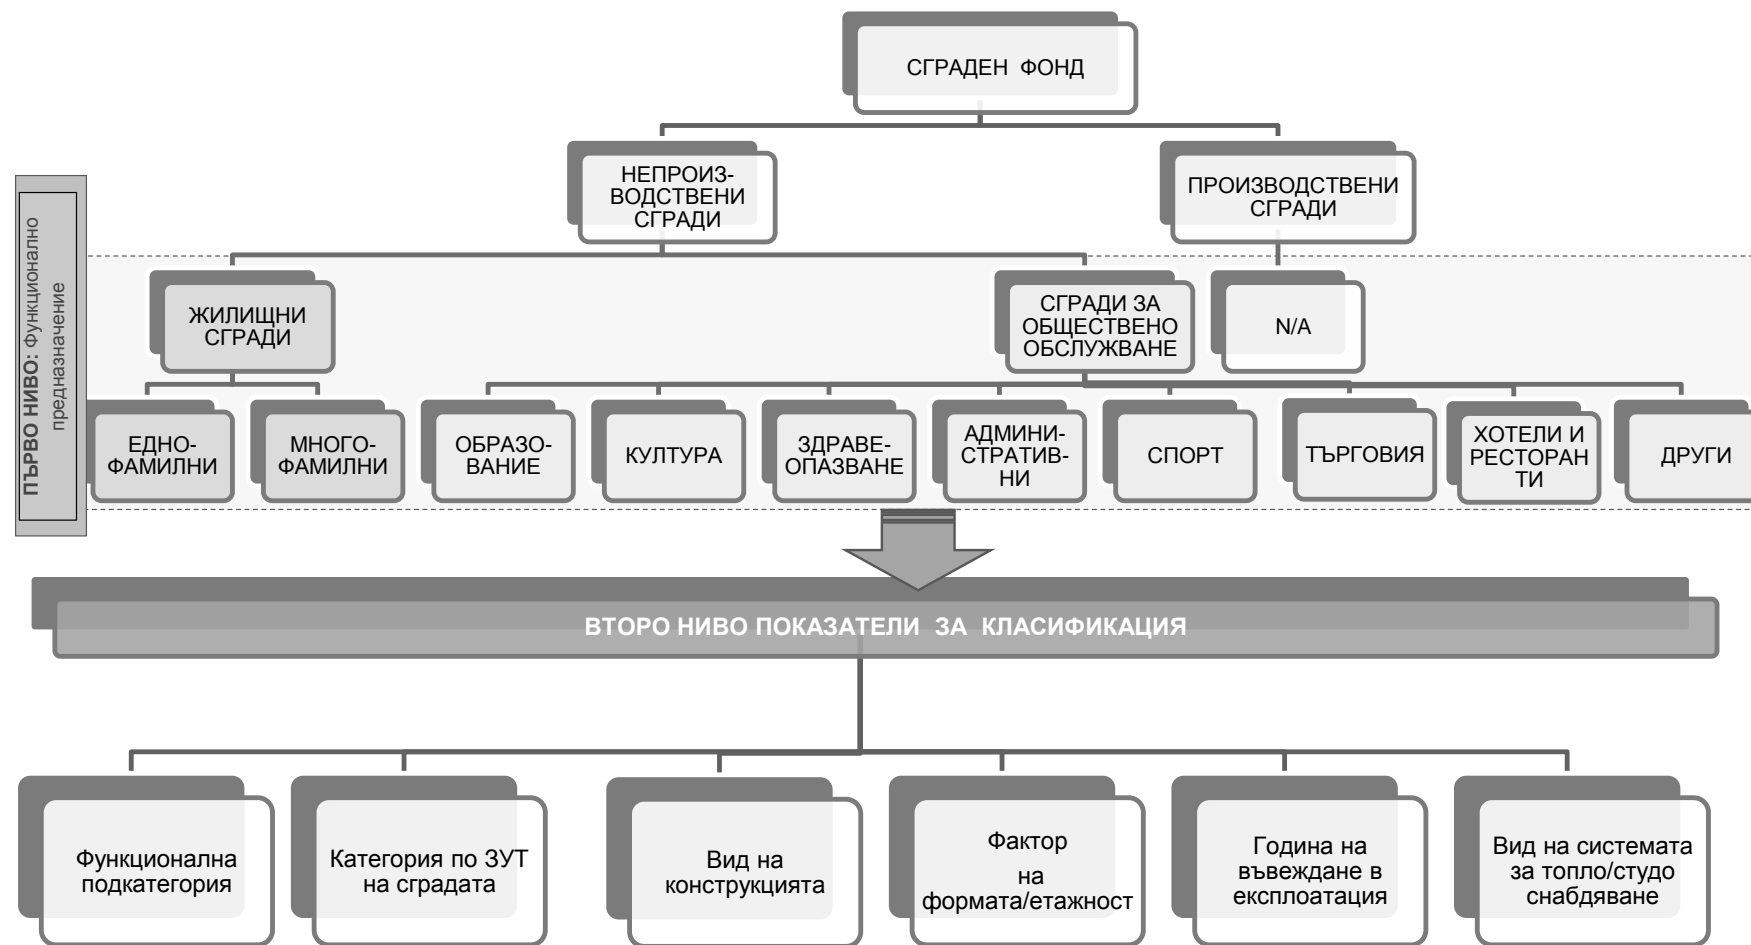 СГРАДЕН ФОНД
НЕПРОИЗ-
ВОДСТВЕНИ
СГРАДИ
ПРОИЗВОДСТВЕНИ
СГРАДИ
ПЪРВО НИВО: Функционално
предназначение
ЖИЛИЩНИ
СГРАДИ
СГРАДИ ЗА
ОБЩЕСТВЕНО
ОБСЛУЖВАНЕ
N/A
ЕДНО-
ФАМИЛНИ
МНОГО-
ФАМИЛНИ
ОБРАЗО-
ВАНИЕ
КУЛТУРА
ЗДРАВЕ-
ОПАЗВАНЕ
АДМИНИ-
СТРАТИВ-
НИ
СПОРТ
ТЪРГОВИЯ
ХОТЕЛИ И
РЕСТОРАН
ТИ
ДРУГИ
ВТОРО НИВО ПОКАЗАТЕЛИ ЗА КЛАСИФИКАЦИЯ
Функционална
подкатегория
Категория по ЗУТ
на сградата
Вид на
конструкцията
Фактор
на
формата/етажност
Година на
въвеждане в
експлоатация
Вид на системата
за топло/студо
снабдяване